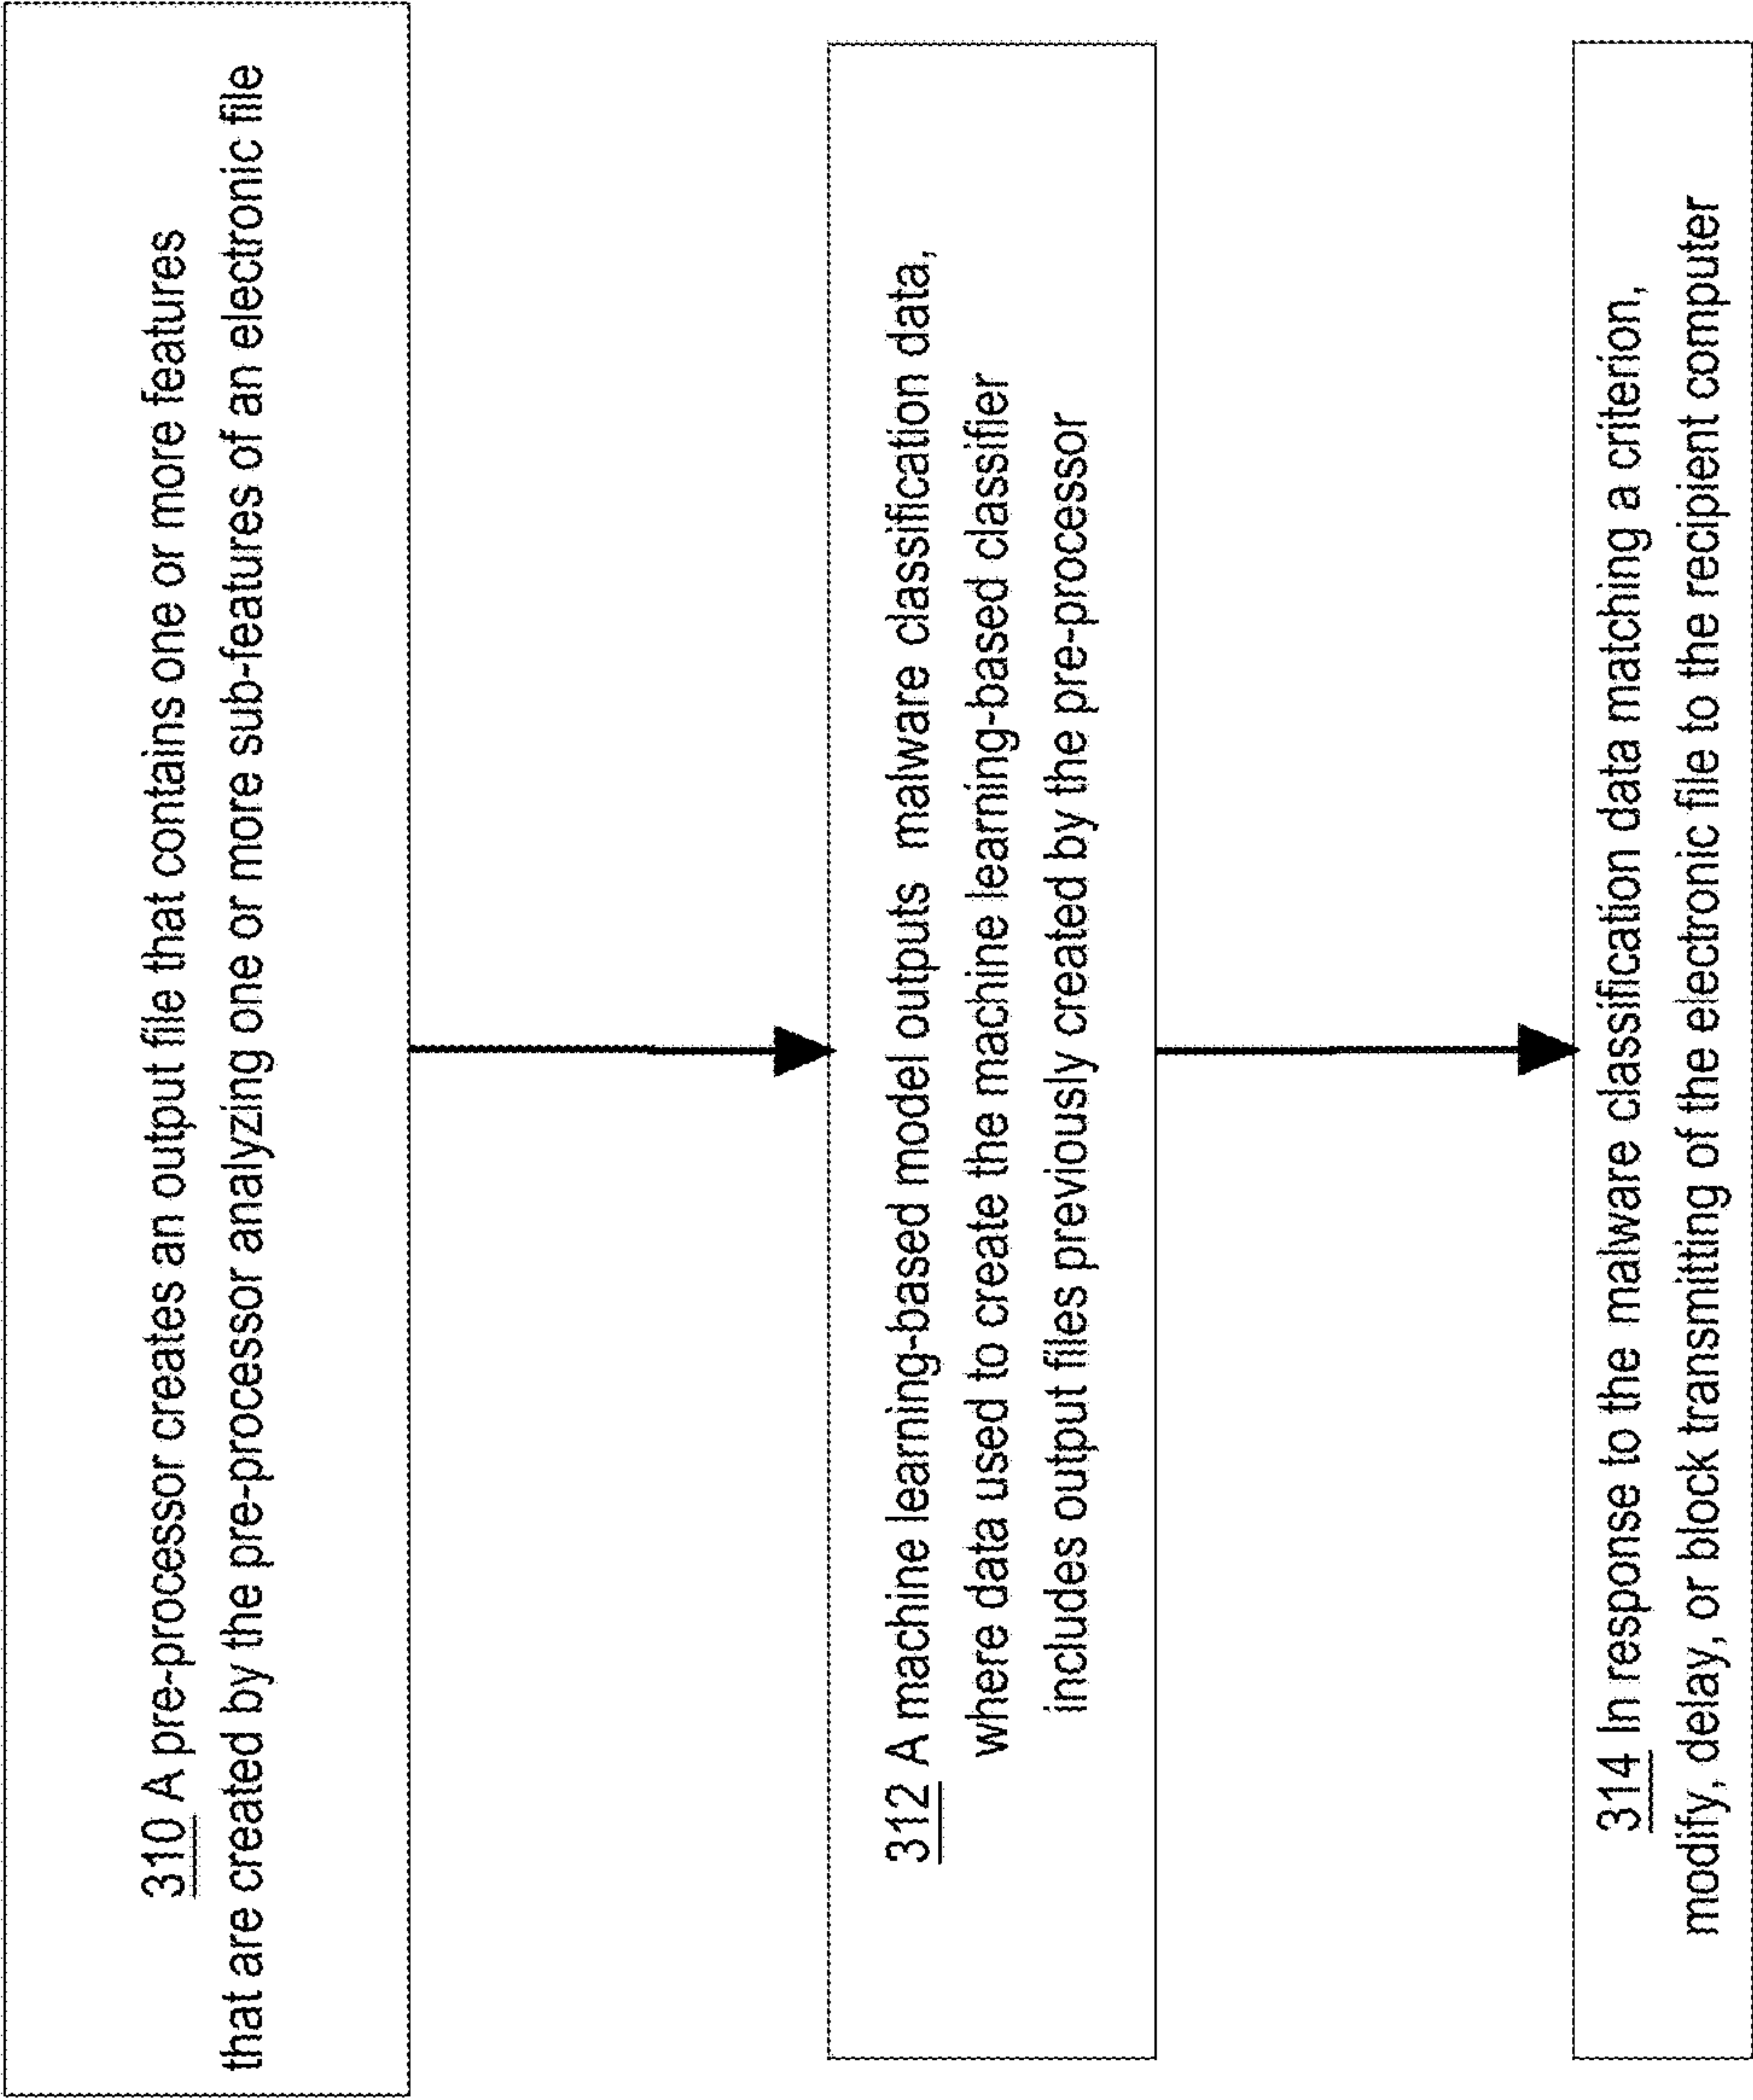 310 A pre-processor creates an output file that contains one or more features
that are created by the pre-processor analyzing one or more sub-features of an electronic file
312 A machine learning-based model outputs malware classification data,
where data used to create the machine learning-based classifier
includes output files previously created by the pre-processor
314 In response to the malware classification data matching a criterion,
modify, delay, or block transmitting of the electronic file to the recipient computer